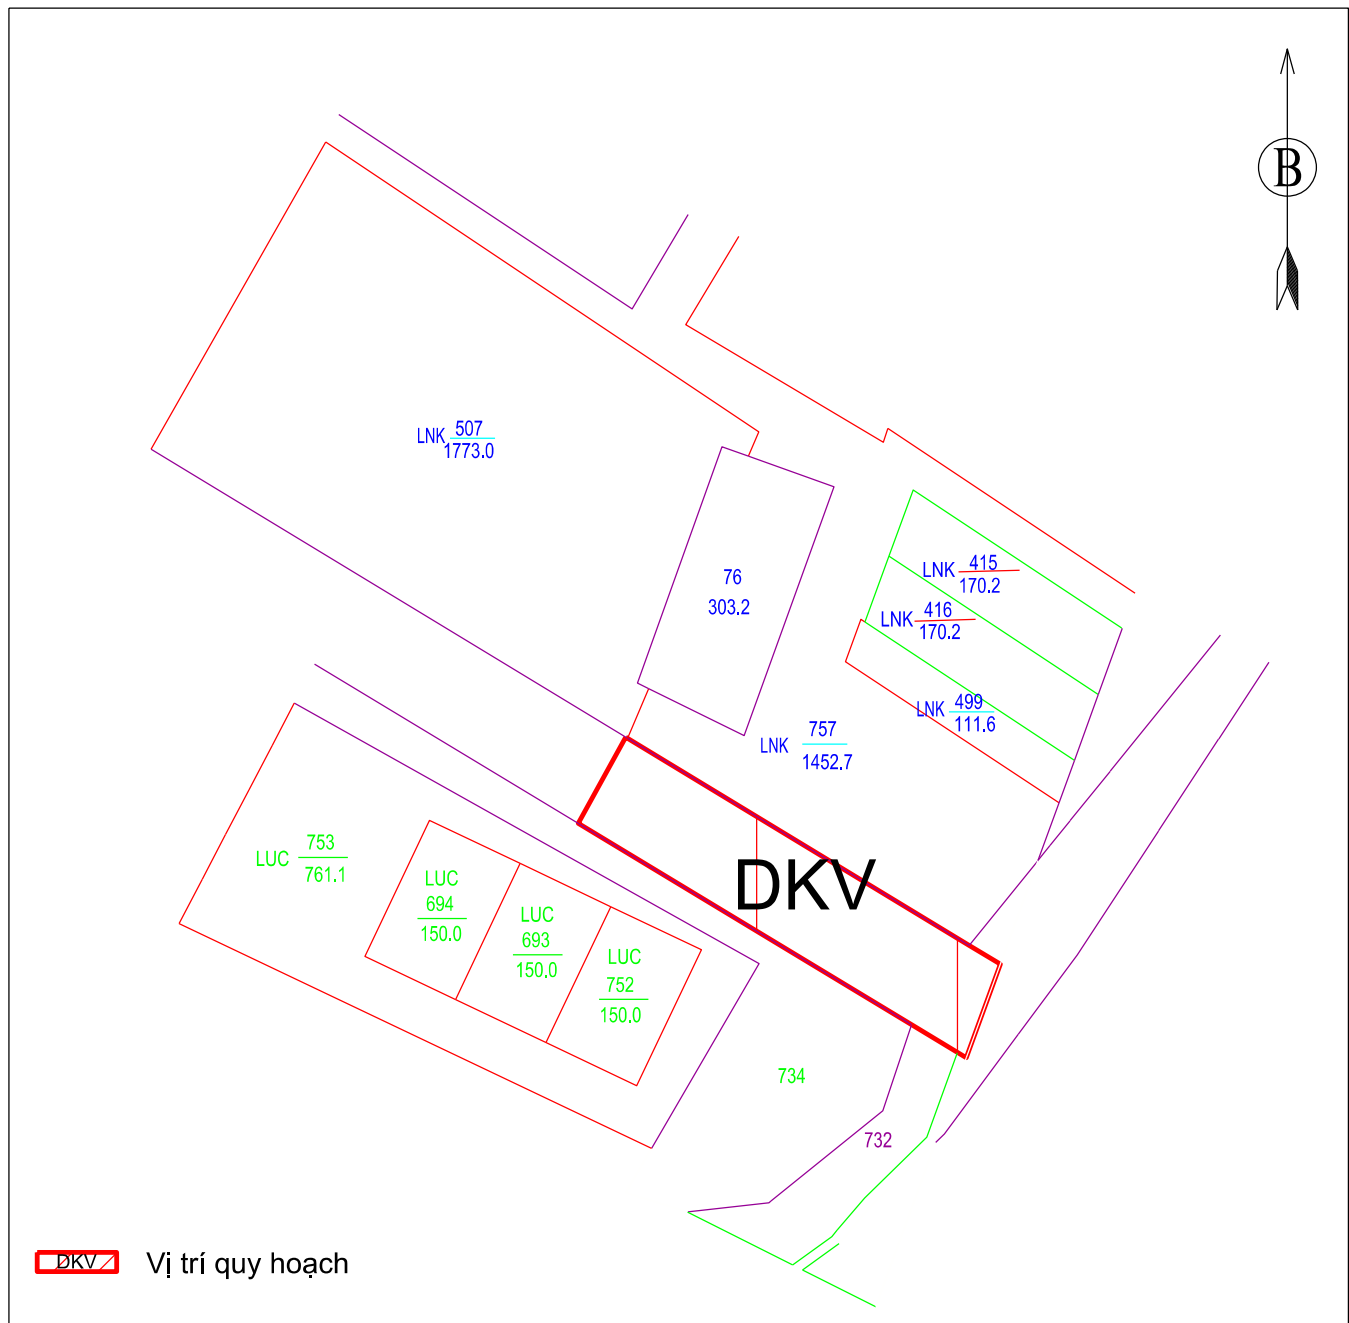 B
LNK 507
1773.0
76
303.2
LNK 415
170.2
LNK 416
170.2
LNK 499
111.6
LNK 757
1452.7
LUC 753
761.1
LUC
694
150.0
LUC
693
150.0
LUC
752
150.0
DKV
734
732
DKV Vị trí quy hoạch